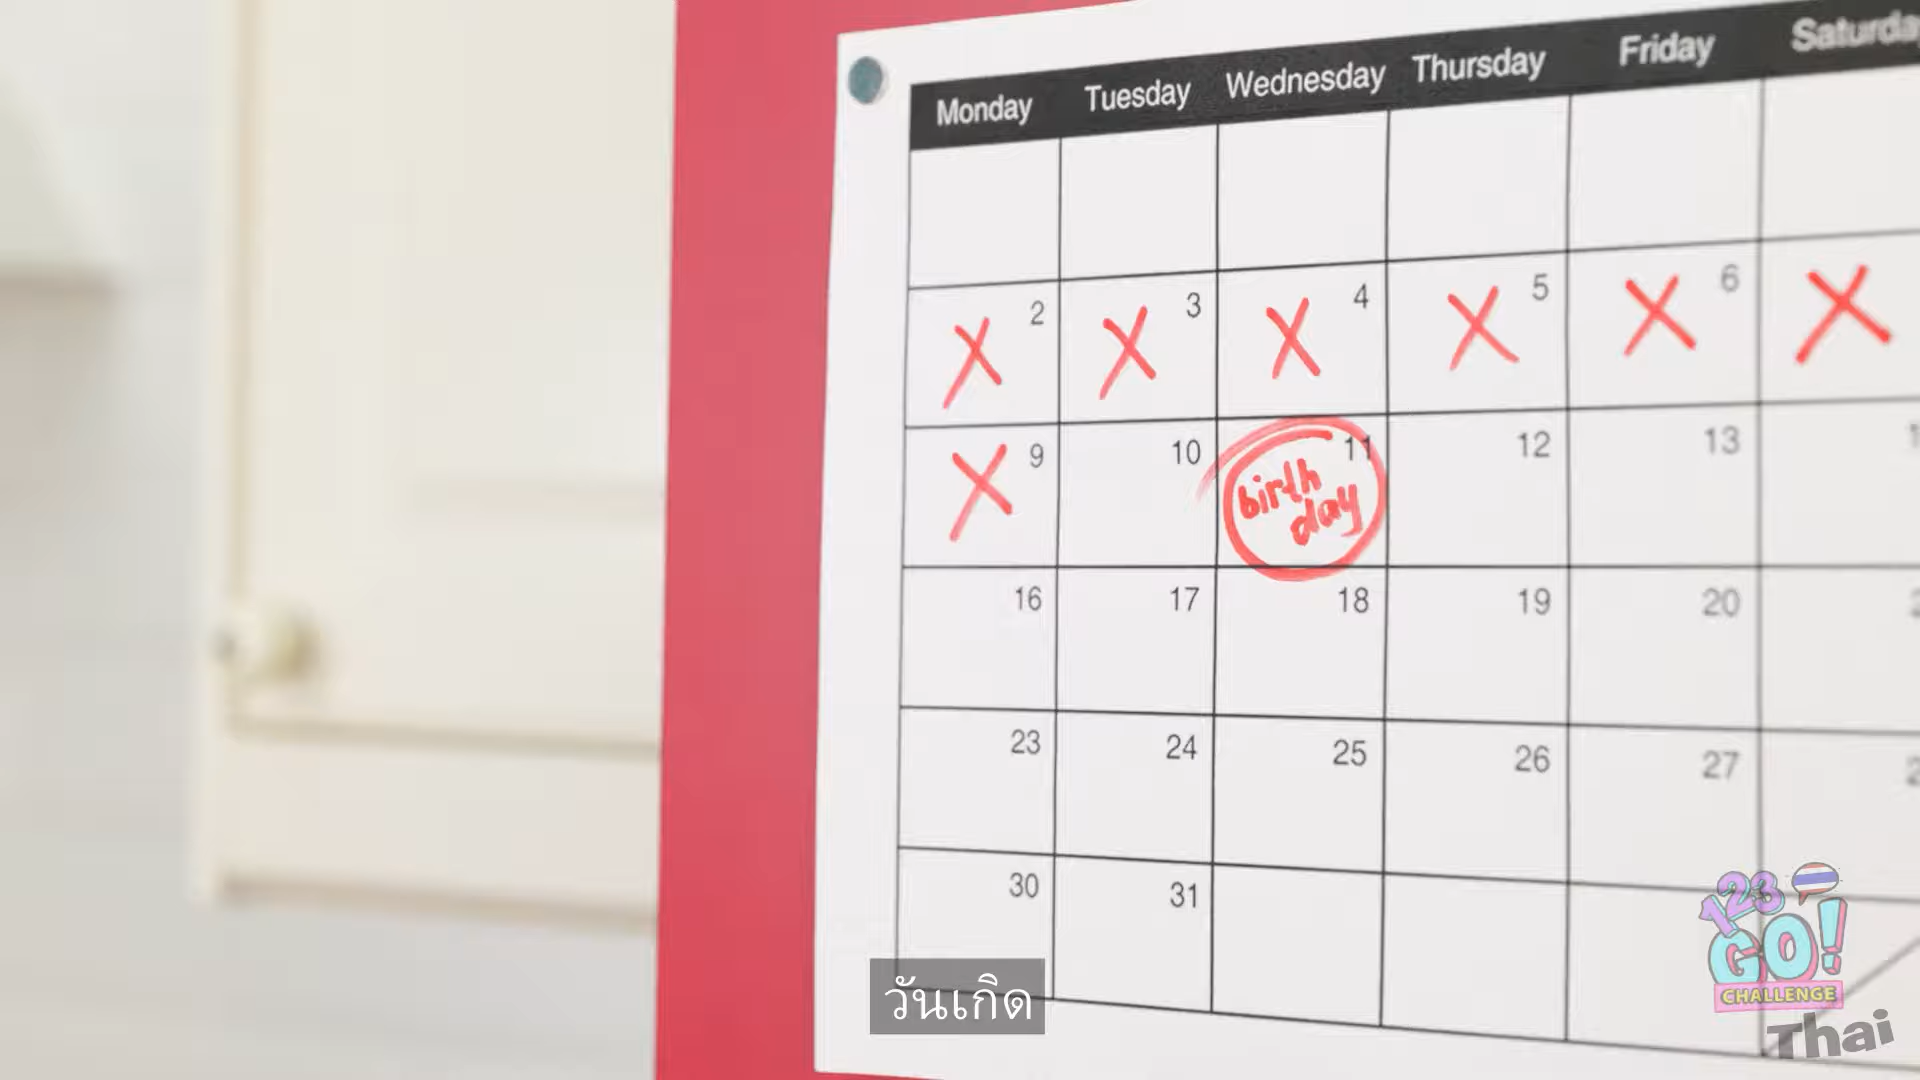 Monday Tuesday Wednesday Thursday Friday
2 3 4 5 6
X X X X X X
9 10 11 12 13
X birth
day
16 17 18 19 20
23 24 25 26 27
30 31
วันเกิด
123
GO!
CHALLENGE
Thai